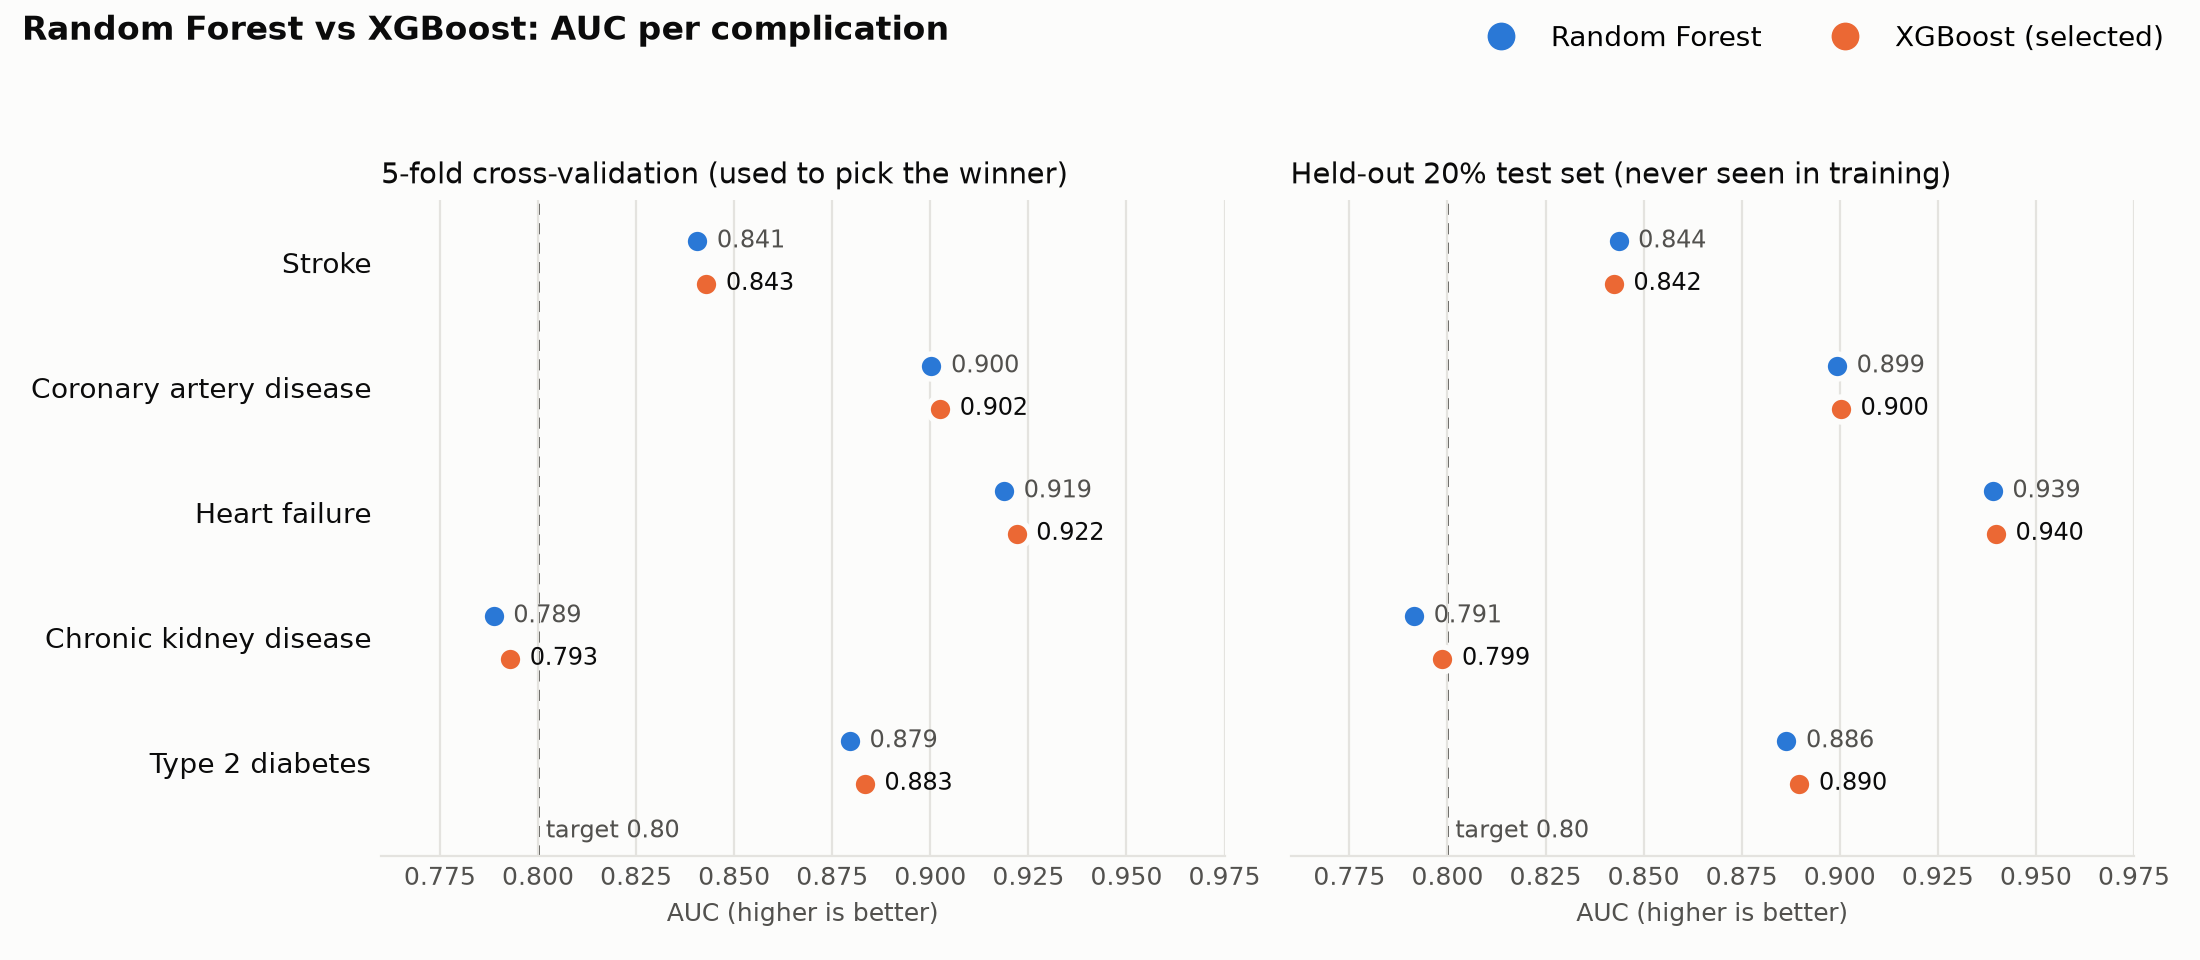 Random Forest vs XGBoost: AUC per complication
Random Forest
XGBoost (selected)
5-fold cross-validation (used to pick the winner)
Held-out 20% test set (never seen in training)
Stroke
0.841
0.843
0.844
0.842
Coronary artery disease
0.900
0.902
0.899
0.900
Heart failure
0.919
0.922
0.939
0.940
Chronic kidney disease
0.789
0.793
0.791
0.799
Type 2 diabetes
0.879
0.883
0.886
0.890
target 0.80
target 0.80
0.775 0.800 0.825 0.850 0.875 0.900 0.925 0.950 0.975
0.775 0.800 0.825 0.850 0.875 0.900 0.925 0.950 0.975
AUC (higher is better)
AUC (higher is better)